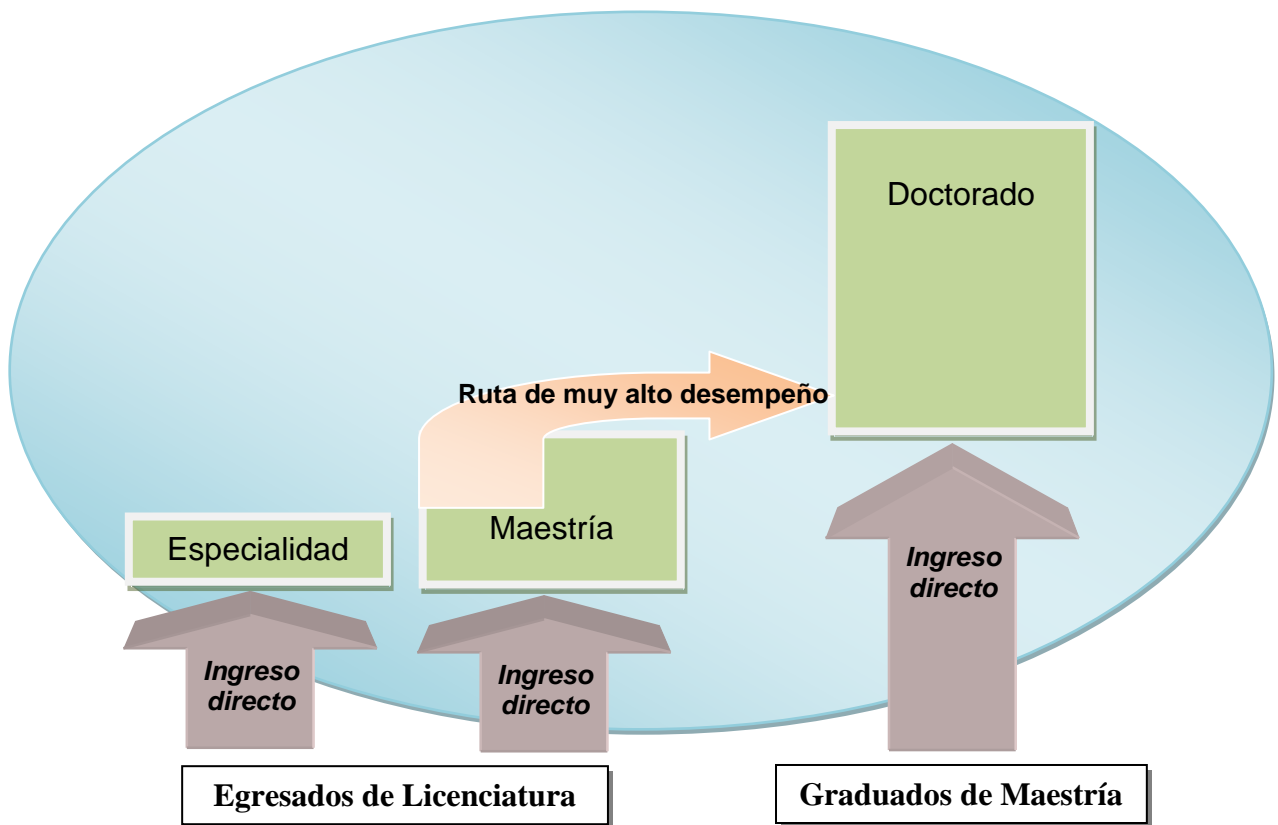 Doctorado
Ruta de muy alto desempeño
Especialidad
Maestría
Ingreso
directo
Ingreso
directo
Ingreso
directo
Egresados de Licenciatura
Graduados de Maestría